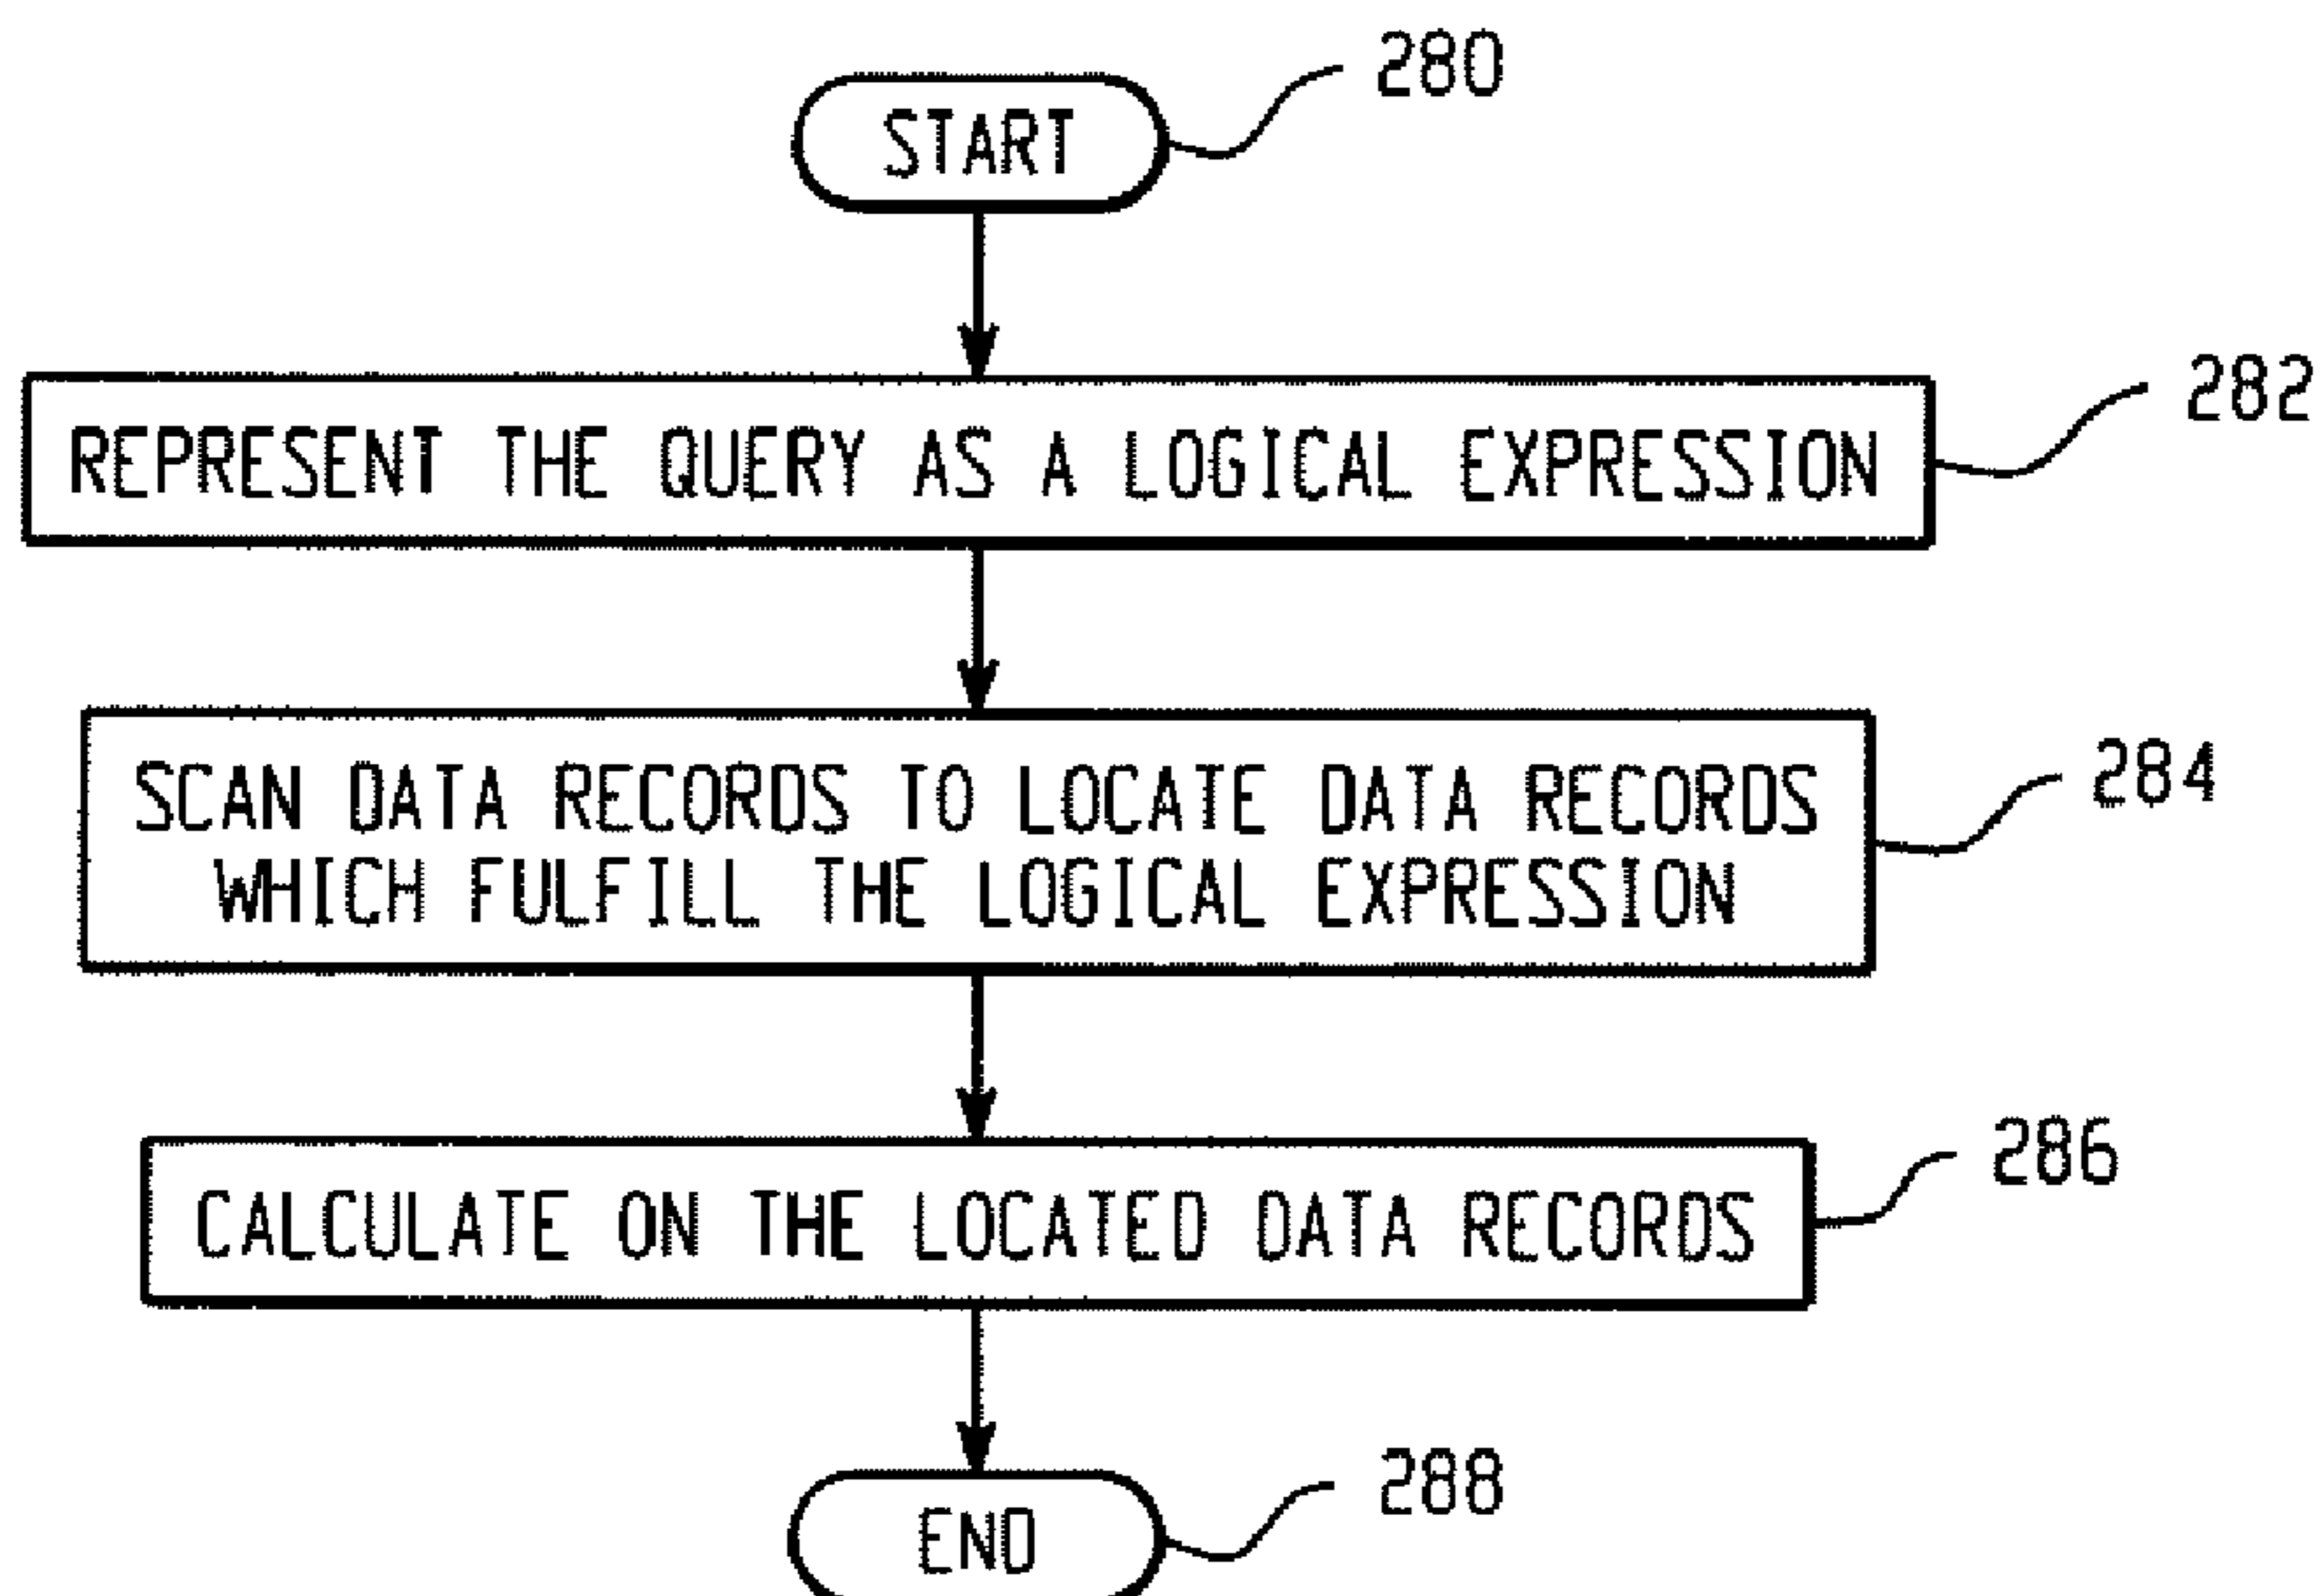 280
START
282
REPRESENT THE QUERY AS A LOGICAL EXPRESSION
284
SCAN DATA RECORDS TO LOCATE DATA RECORDS
WHICH FULFILL THE LOGICAL EXPRESSION
286
CALCULATE ON THE LOCATED DATA RECORDS
288
END